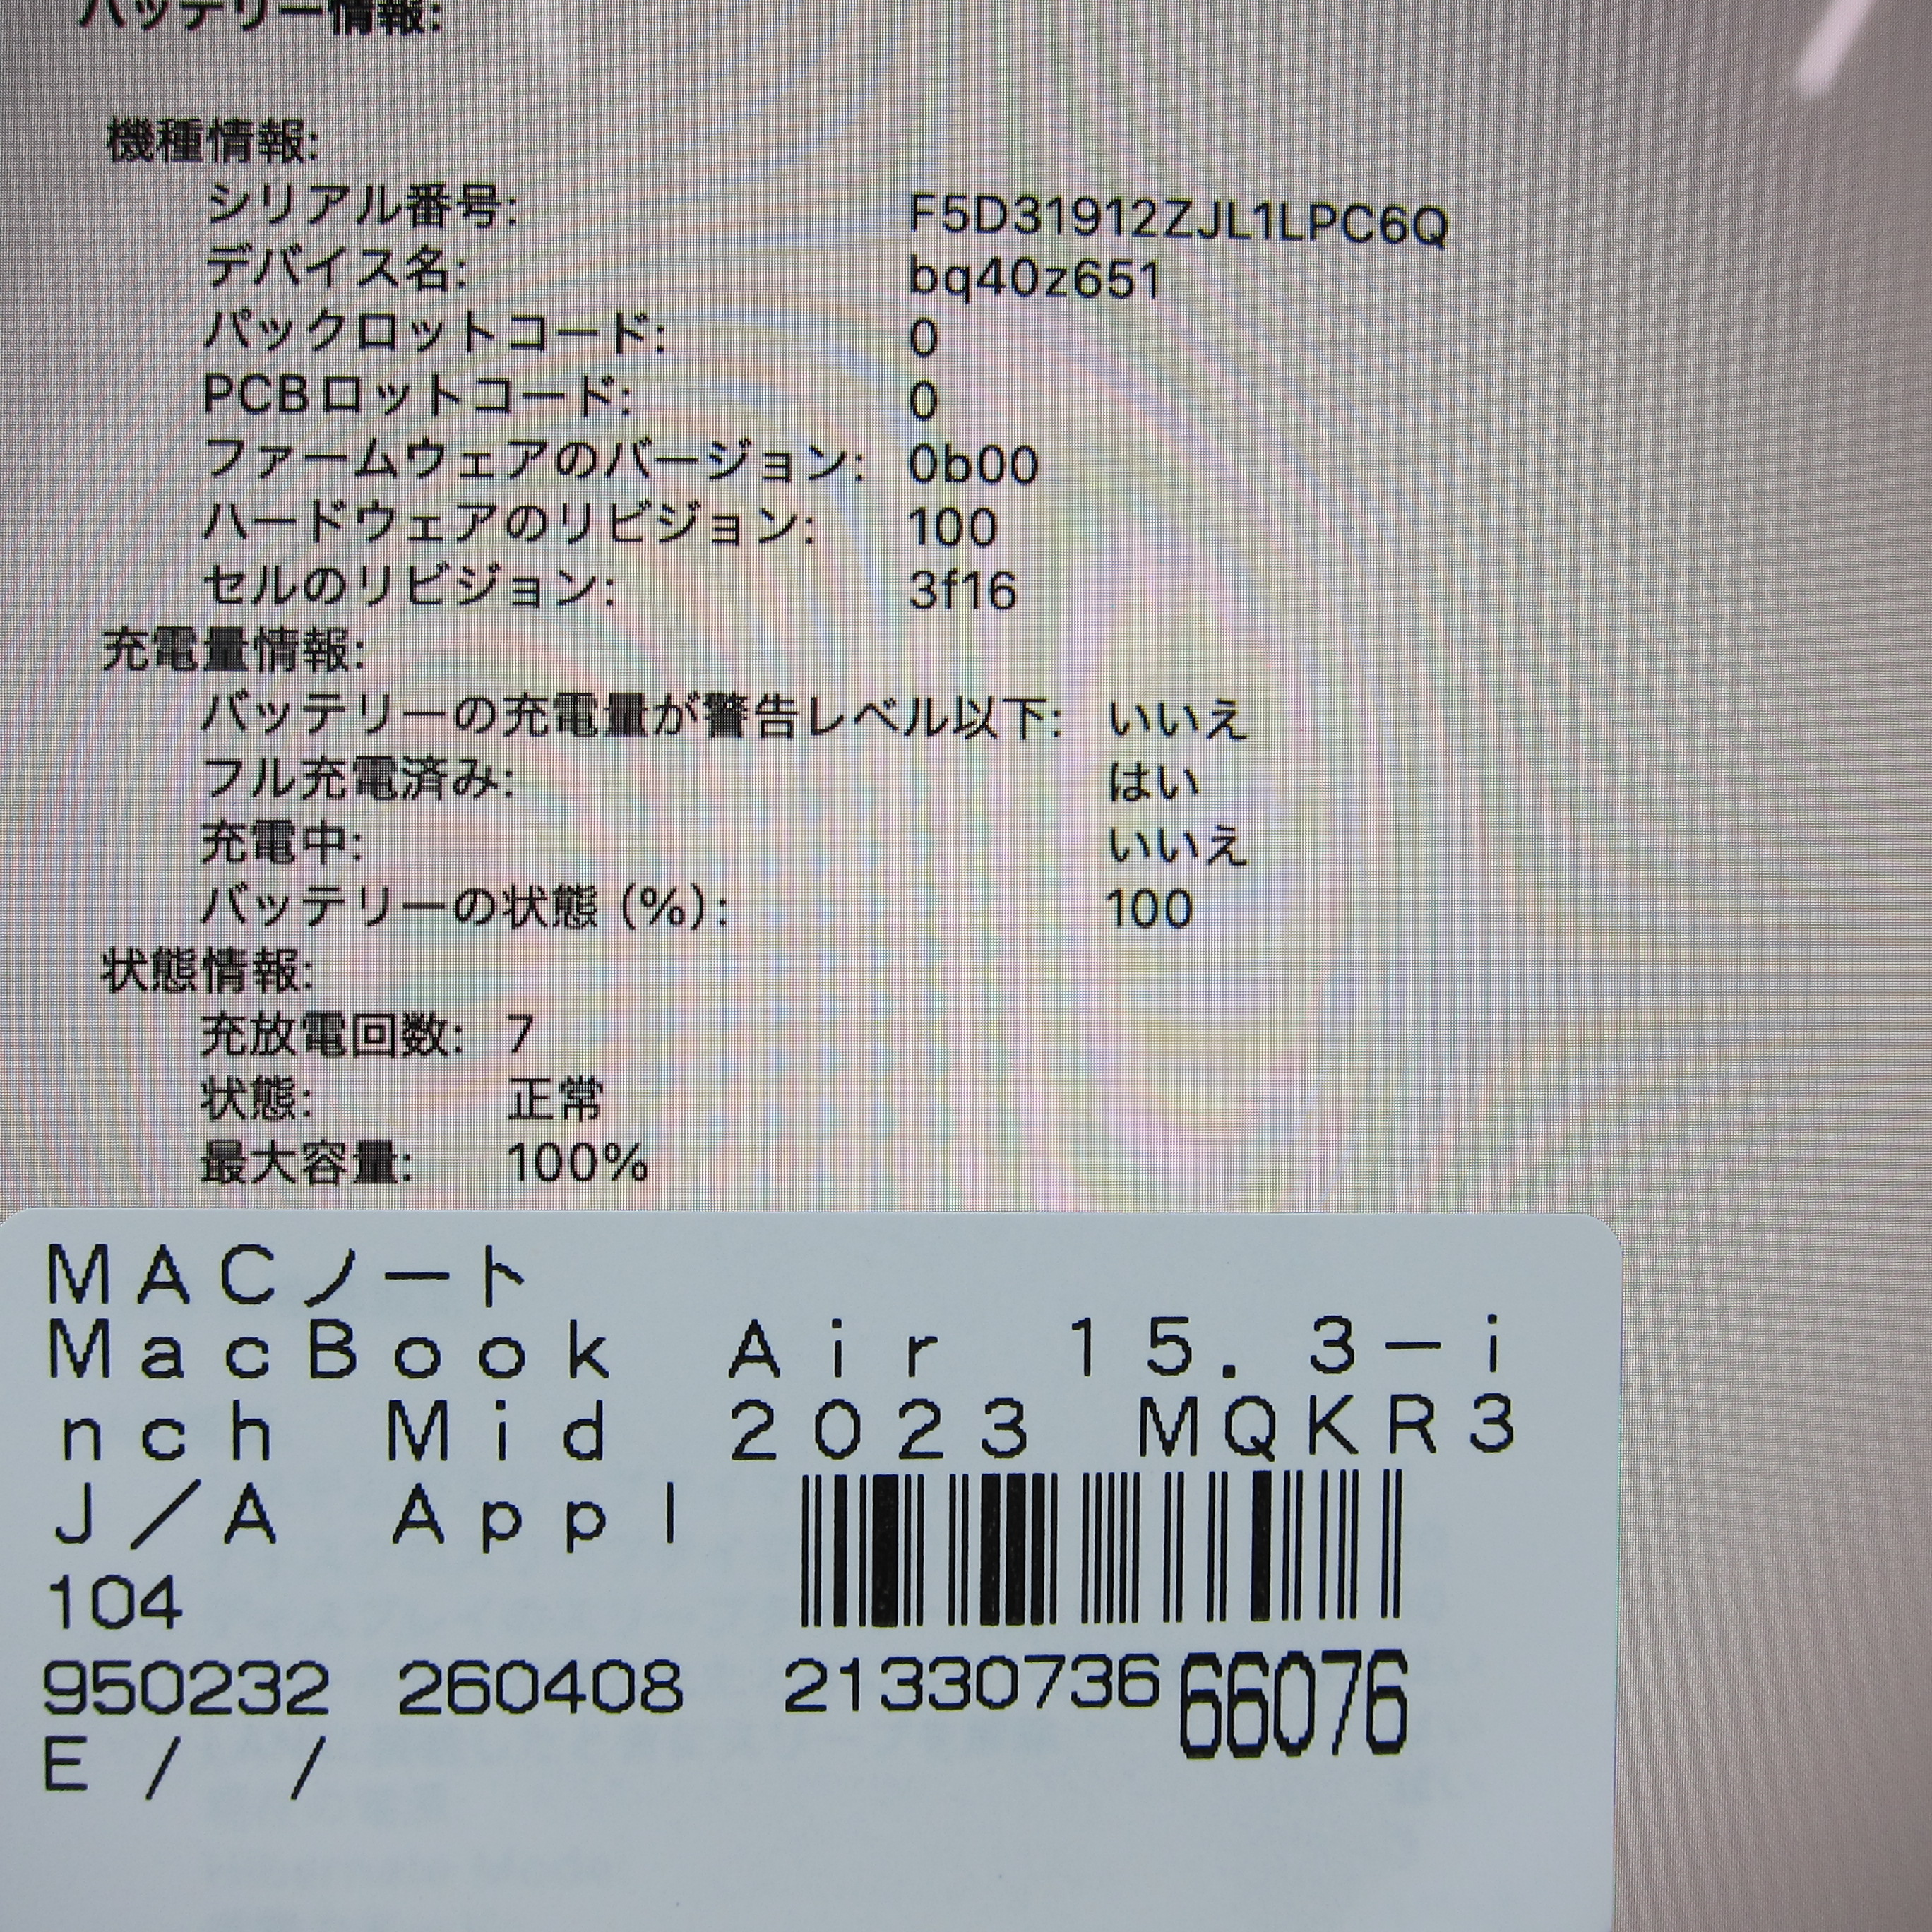 バッテリー情報:
機種情報:
シリアル番号: F5D31912ZJL1LPC6Q
デバイス名: bq40z651
パックロットコード: 0
PCBロットコード: 0
ファームウェアのバージョン: 0b00
ハードウェアのリビジョン: 100
セルのリビジョン: 3f16
充電量情報:
バッテリーの充電量が警告レベル以下: いいえ
フル充電済み: はい
充電中: いいえ
バッテリーの状態 (%): 100
状態情報:
充放電回数: 7
状態: 正常
最大容量: 100%
MACノート
MacBook Air 15.3-i
nch Mid 2023 MQKR3
J/A Appl
104
950232 260408 21330736 66076
E / /